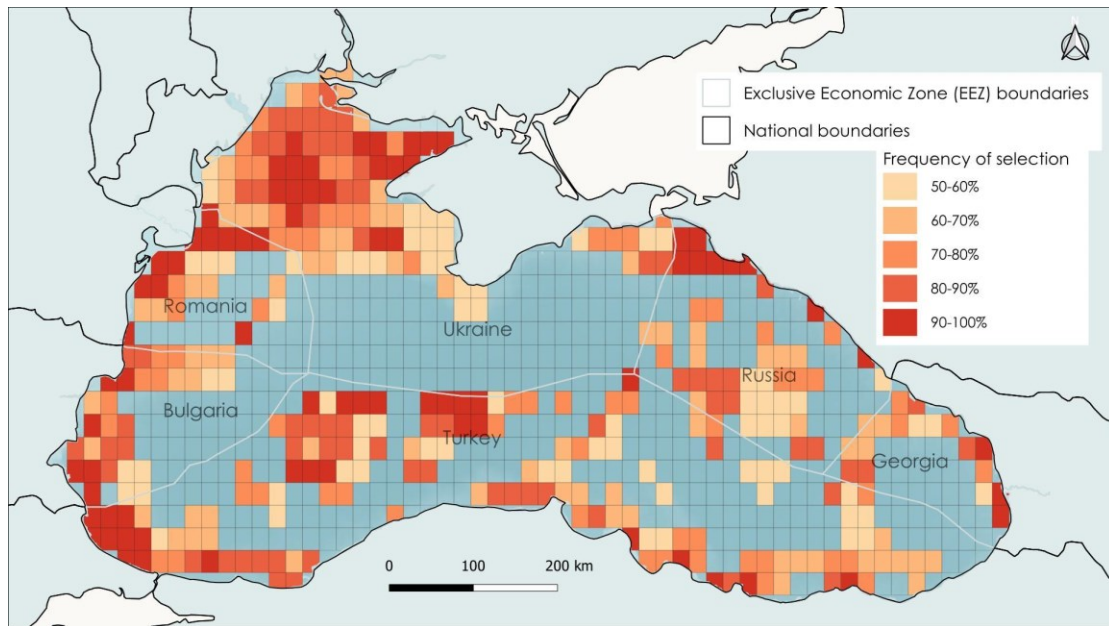 N
Exclusive Economic Zone (EEZ) boundaries
National boundaries
Frequency of selection
50-60%
60-70%
70-80%
80-90%
90-100%
Romania
Ukraine
Russia
Bulgaria
Turkey
Georgia
0 100 200 km